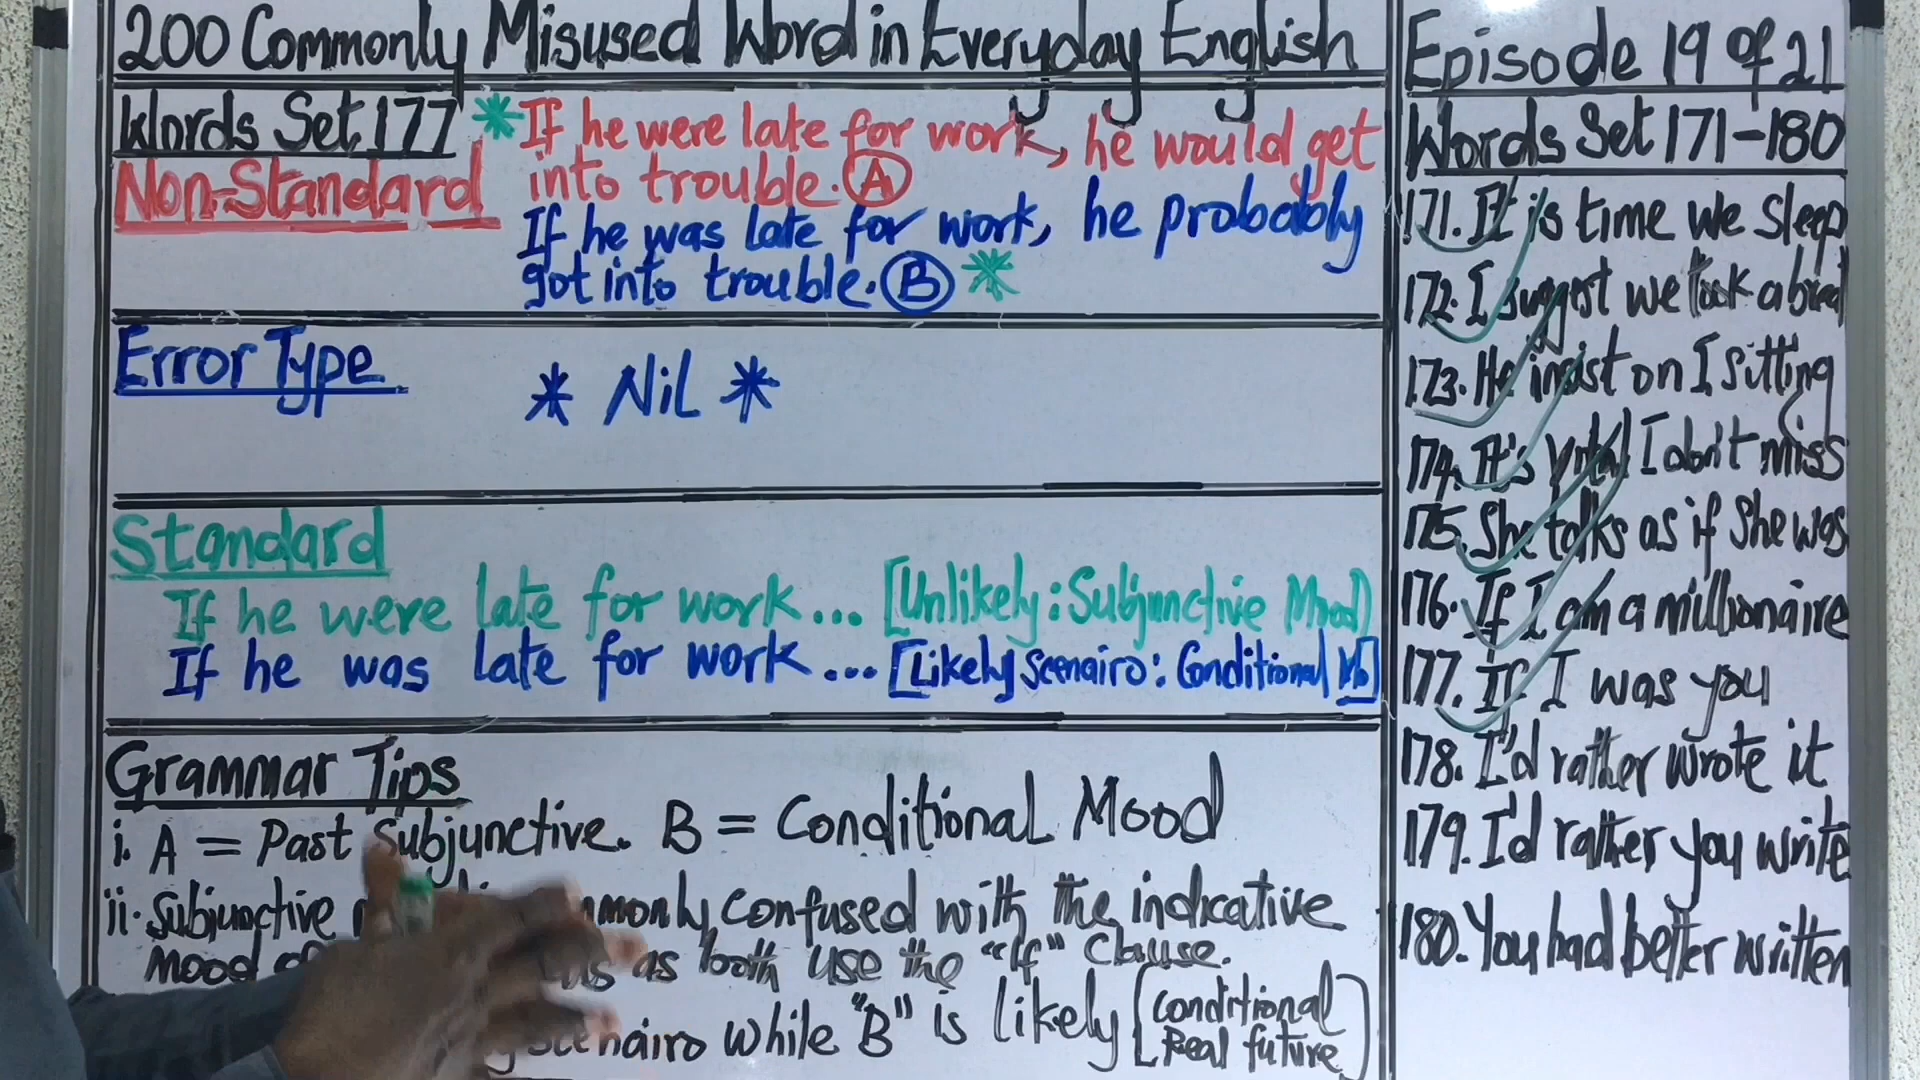 200 Commonly Misused Word in Everyday English
Words Set 177
Non-Standard
* If he were late for work, he would get
into trouble. A
If he was late for work, he probably
got into trouble. B *
Error Type
* Nil *
Standard
If he were late for work... [Unlikely: Subjunctive Mood]
If he was late for work... [Likely Scenairo: Conditional
Grammar Tips
i. A = Past Subjunctive. B = Conditional Mood
ii. Subjunctive confused with the indicative
Mood as both use the "if" clause.
Scenairo while "B" is likely [conditional
Real future]
Episode 19 of 21
Words Set 171-180
171. It is time we sleep
172. I suggest we took a
173. He insist on I sitting
174. It's vital I don't miss
175. She talks as if she was
176. If I am a millionaire
177. If I was you
178. I'd rather wrote it
179. I'd rather you write
180. You had better written